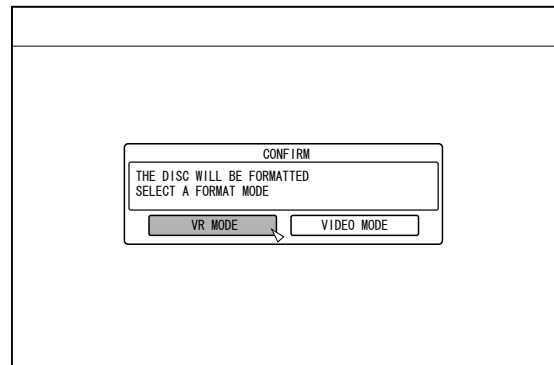 CONFIRM
THE DISC WILL BE FORMATTED
SELECT A FORMAT MODE
VR MODE
VIDEO MODE